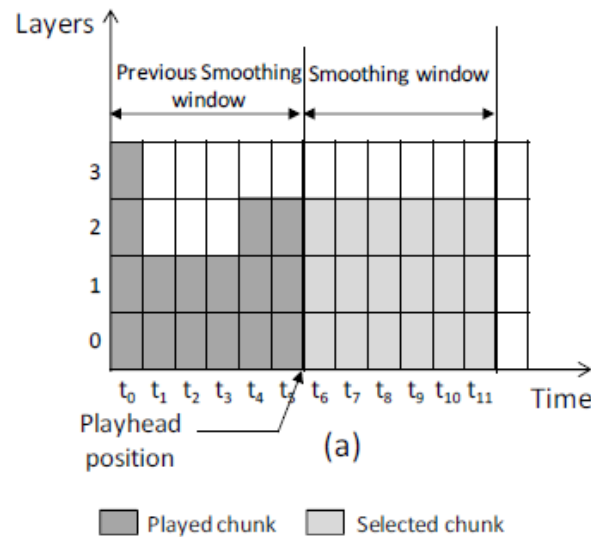 Layers
Previous Smoothing
window
Smoothing window
3
2
1
0
t₀ t₁ t₂ t₃ t₄ t₅ t₆ t₇ t₈ t₉ t₁₀ t₁₁
Time
Playhead
position
(a)
Played chunk
Selected chunk